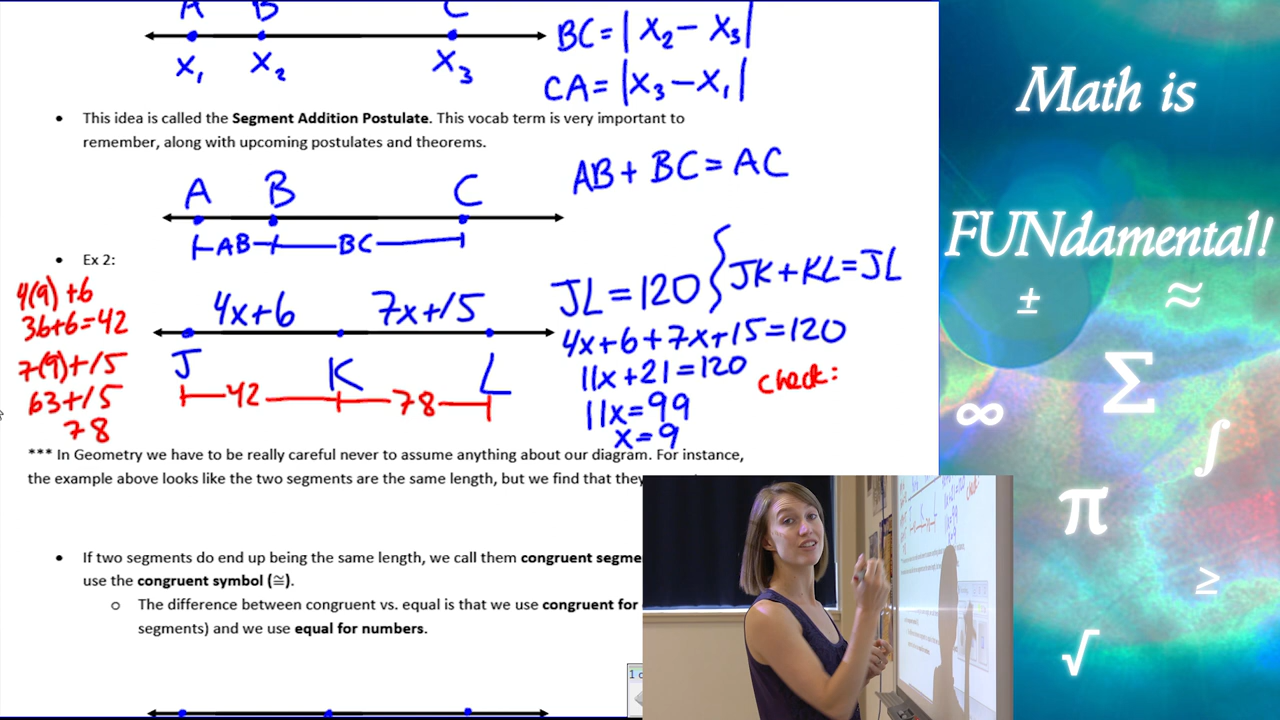 A B C
x₁ x₂ x₃
BC = | x₂ − x₃|
CA = |x₃ − x₁|
• This idea is called the Segment Addition Postulate. This vocab term is very important to
remember, along with upcoming postulates and theorems.
A B C
AB BC
AB + BC = AC
• Ex 2:
4(9) + 6
36+6=42
7(9)+15
63+15
78
4x+6 7x+15
J K L
42 78
JL = 120 { JK + KL = JL
4x+6+7x+15=120
11x+21=120
11x=99
x=9
check:
*** In Geometry we have to be really careful never to assume anything about our diagram. For instance,
the example above looks like the two segments are the same length, but we find that they
• If two segments do end up being the same length, we call them congruent segme
use the congruent symbol (≅).
o The difference between congruent vs. equal is that we use congruent for
segments) and we use equal for numbers.
Math is
FUNdamental!
± ≈
∞ Σ ∫
π ≥
√